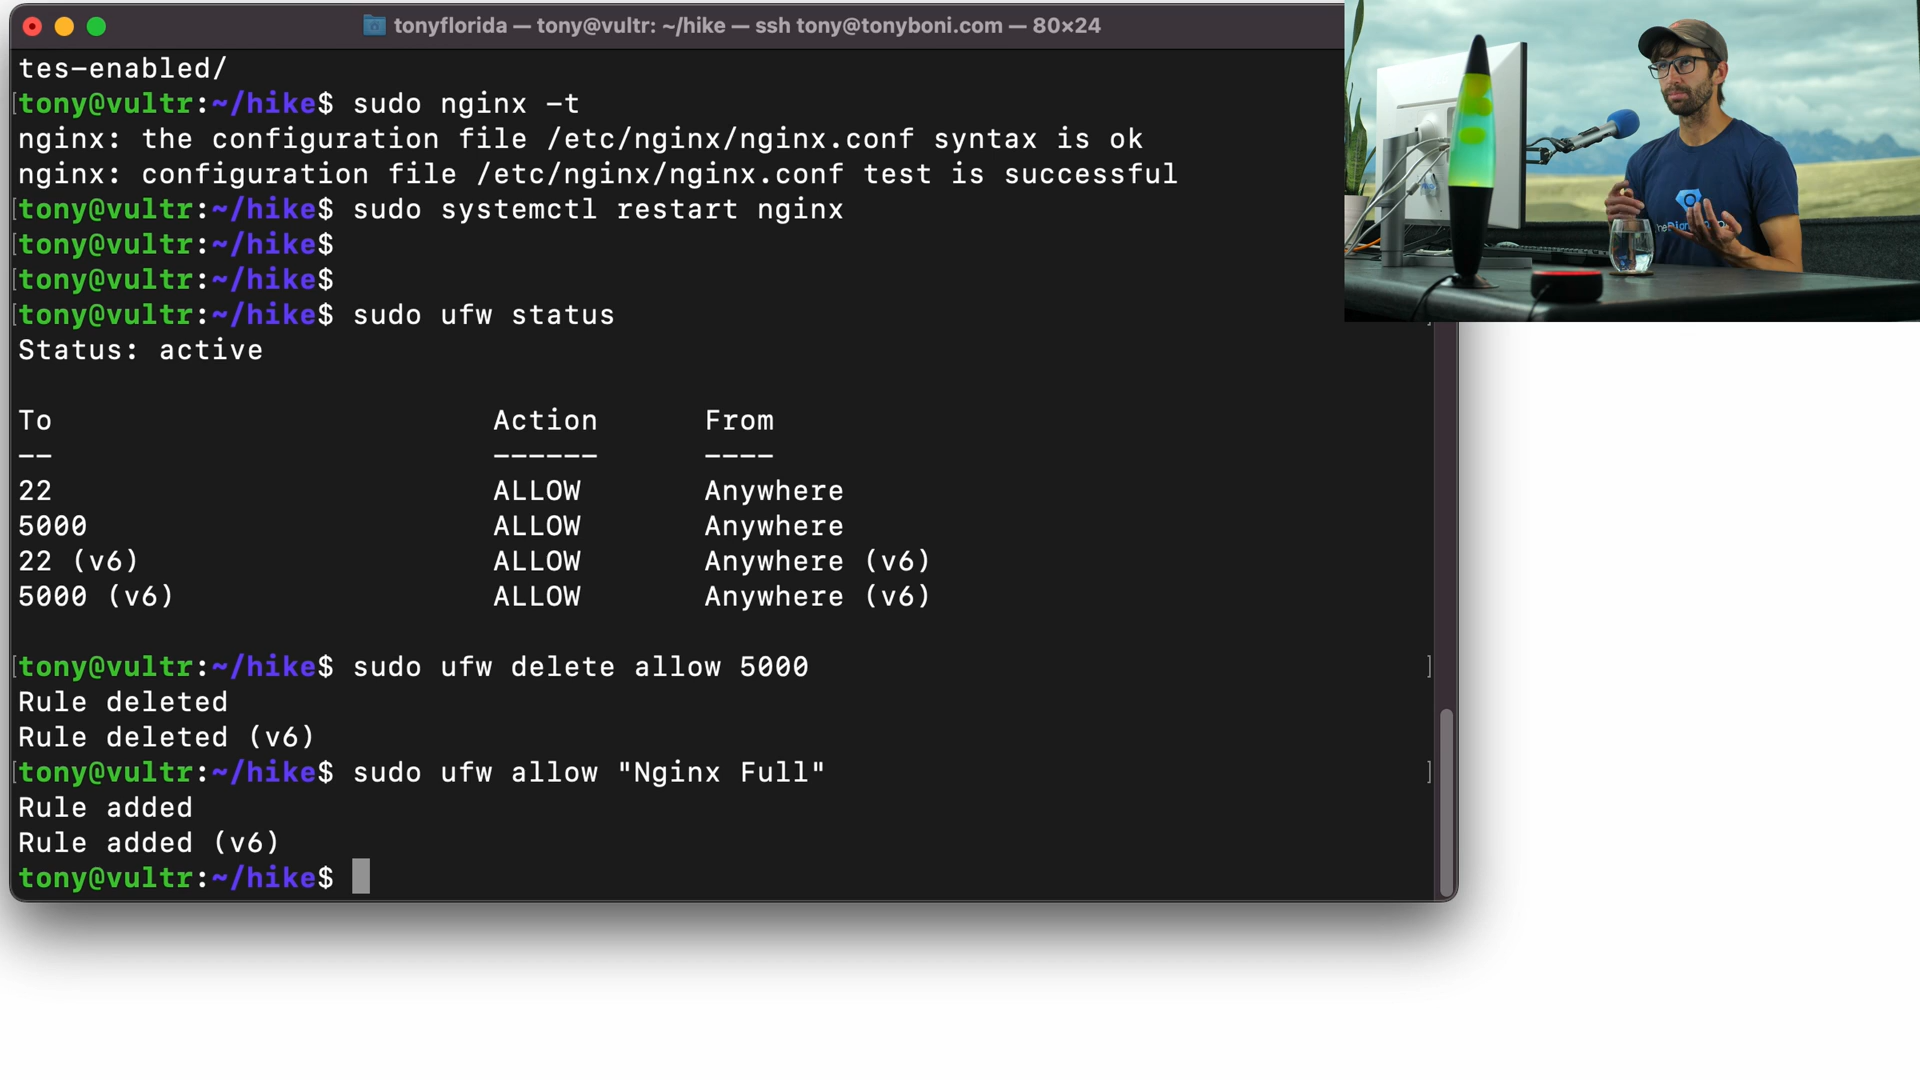 tonyflorida — tony@vultr: ~/hike — ssh tony@tonyboni.com — 80×24
tes-enabled/
[tony@vultr:~/hike$ sudo nginx -t
nginx: the configuration file /etc/nginx/nginx.conf syntax is ok
nginx: configuration file /etc/nginx/nginx.conf test is successful
[tony@vultr:~/hike$ sudo systemctl restart nginx
[tony@vultr:~/hike$
[tony@vultr:~/hike$
[tony@vultr:~/hike$ sudo ufw status
Status: active
To Action From
-- ------ ----
22 ALLOW Anywhere
5000 ALLOW Anywhere
22 (v6) ALLOW Anywhere (v6)
5000 (v6) ALLOW Anywhere (v6)
[tony@vultr:~/hike$ sudo ufw delete allow 5000 ]
Rule deleted
Rule deleted (v6)
[tony@vultr:~/hike$ sudo ufw allow "Nginx Full" ]
Rule added
Rule added (v6)
tony@vultr:~/hike$